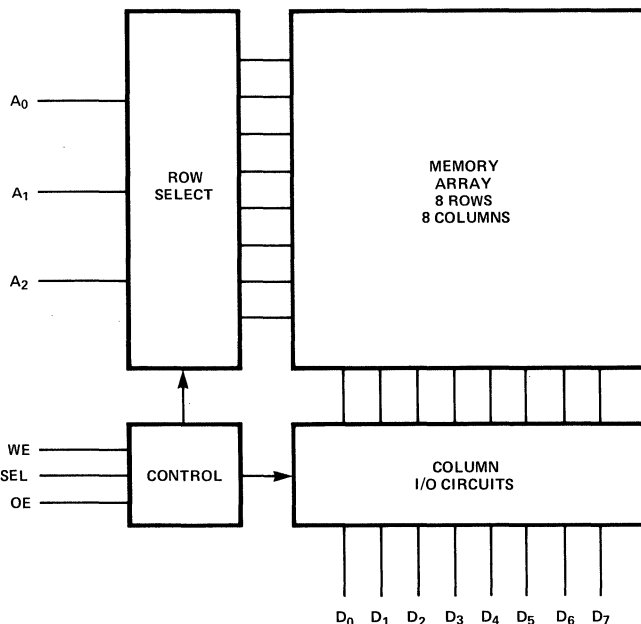 A0
A1
A2
ROW
SELECT
MEMORY
ARRAY
8 ROWS
8 COLUMNS
WE
SEL
OE
CONTROL
COLUMN
I/O CIRCUITS
D0 D1 D2 D3 D4 D5 D6 D7